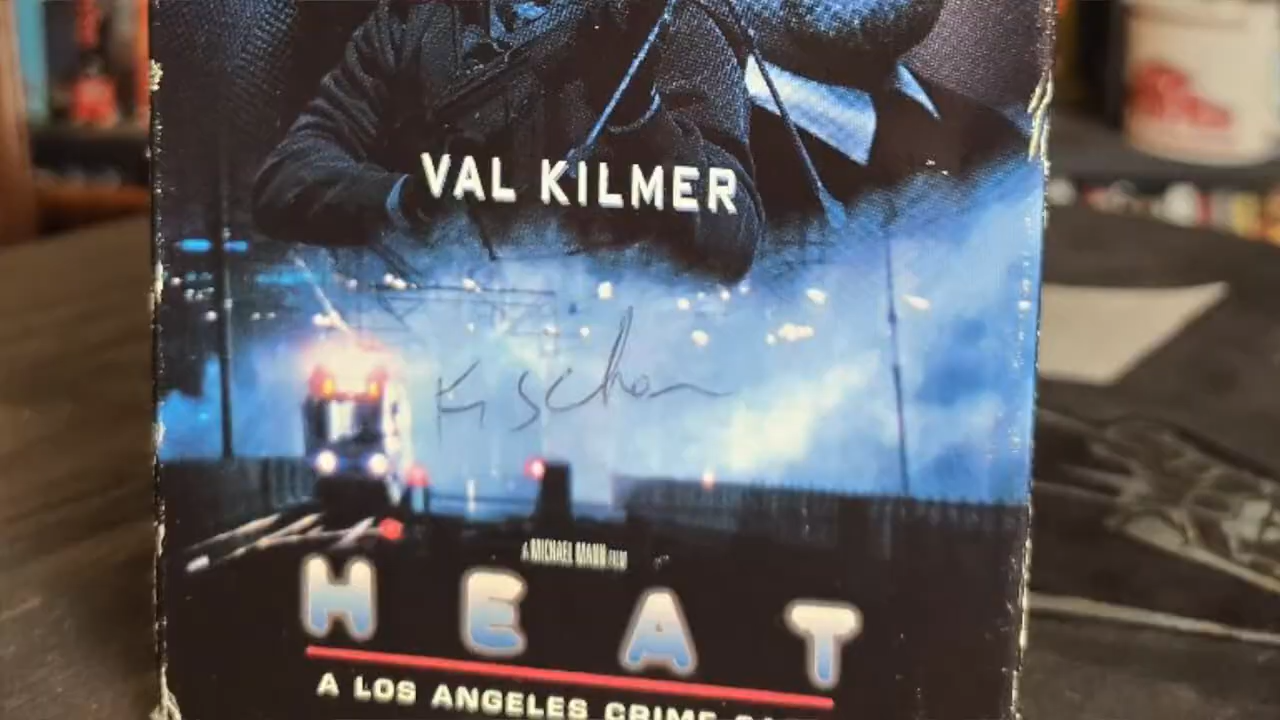 VAL KILMER
A MICHAEL MANN FILM
HEAT
A LOS ANGELES CRIME